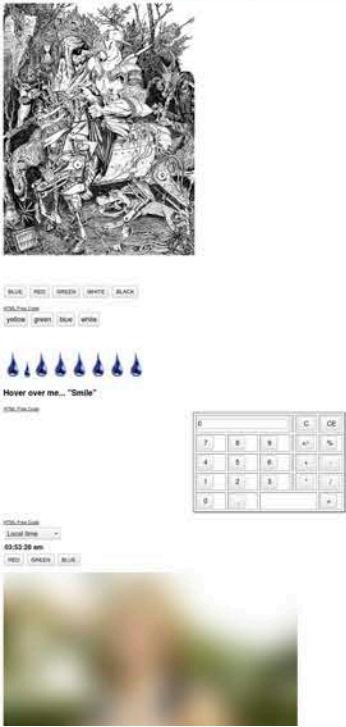 BLUE RED GREEN WHITE BLACK
HTML Free Code
yellow green blue white
Hover over me... "Smile"
HTML Free Code
0 C CE
7 8 9 +/- %
4 5 6 + -
1 2 3 * /
0 . =
HTML Free Code
Local time
03:53:28 am
RED GREEN BLUE